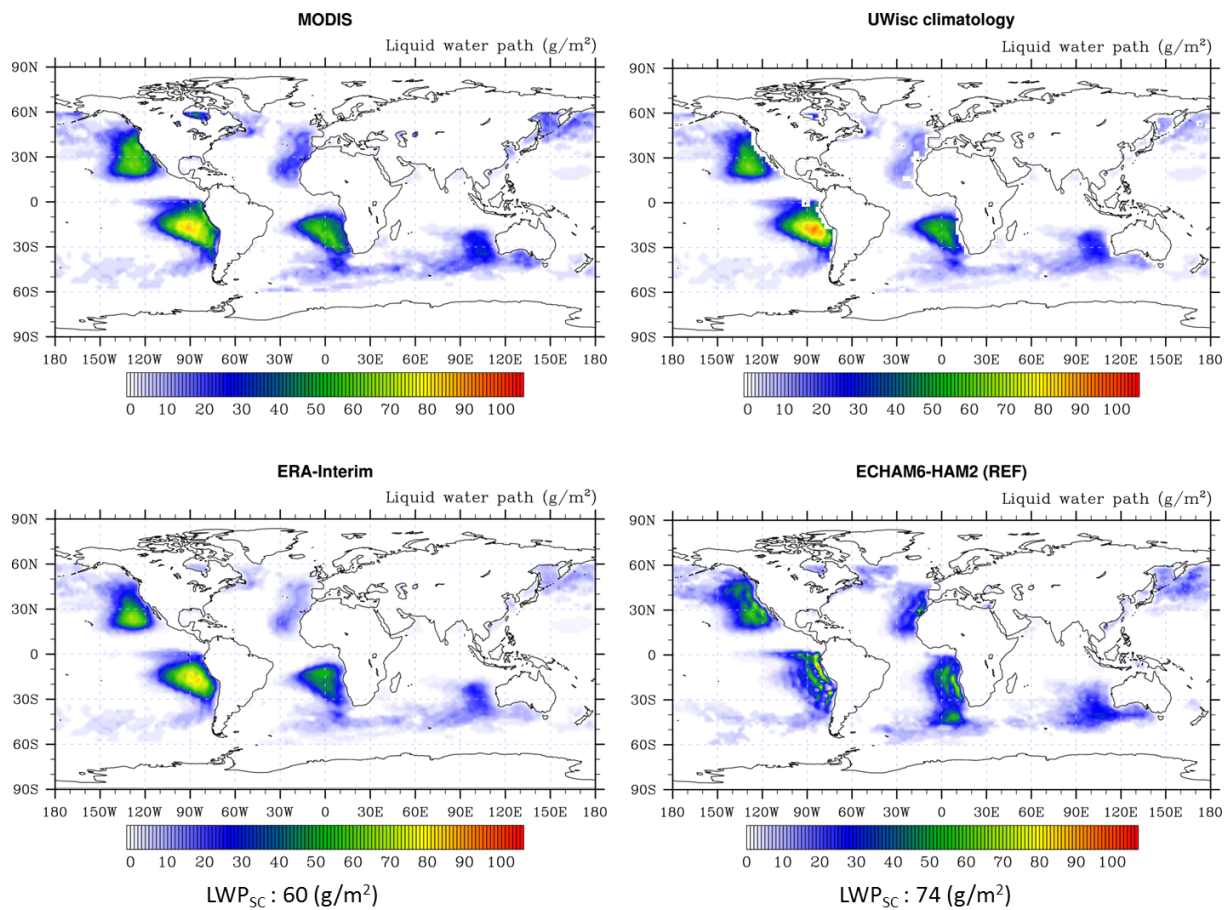 MODIS
Liquid water path (g/m²)
90N
60N
30N
0
30S
60S
90S
180 150W 120W 90W 60W 30W 0 30E 60E 90E 120E 150E 180
0 10 20 30 40 50 60 70 80 90 100
UWisc climatology
Liquid water path (g/m²)
90N
60N
30N
0
30S
60S
90S
180 150W 120W 90W 60W 30W 0 30E 60E 90E 120E 150E 180
0 10 20 30 40 50 60 70 80 90 100
ERA-Interim
Liquid water path (g/m²)
90N
60N
30N
0
30S
60S
90S
180 150W 120W 90W 60W 30W 0 30E 60E 90E 120E 150E 180
0 10 20 30 40 50 60 70 80 90 100
LWPSC : 60 (g/m²)
ECHAM6-HAM2 (REF)
Liquid water path (g/m²)
90N
60N
30N
0
30S
60S
90S
180 150W 120W 90W 60W 30W 0 30E 60E 90E 120E 150E 180
0 10 20 30 40 50 60 70 80 90 100
LWPSC : 74 (g/m²)